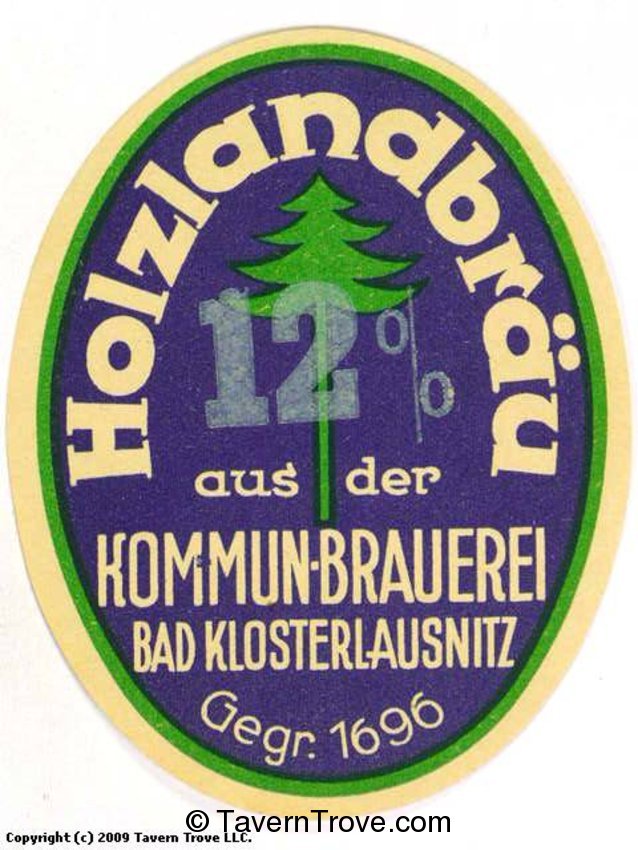 Holzlandbräu
12%
aus der
KOMMUN-BRAUEREI
BAD KLOSTERLAUSNITZ
Gegr. 1696
© TavernTrove.com
Copyright (c) 2009 Tavern Trove LLC.